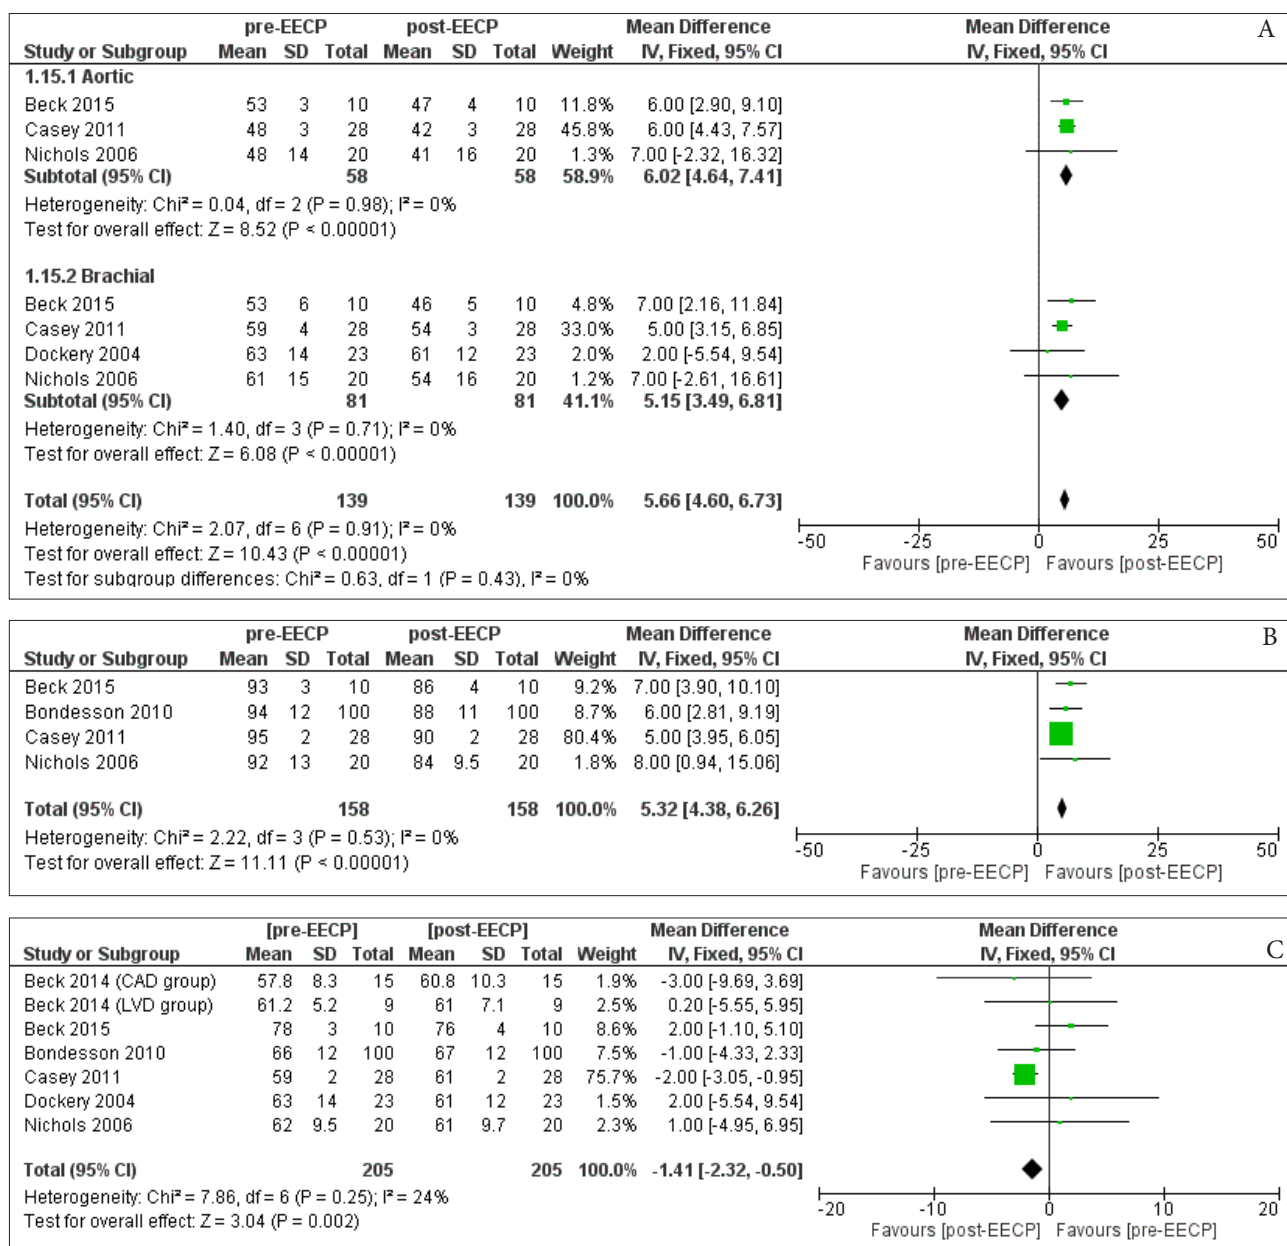 A
pre-EECP post-EECP Mean Difference Mean Difference
Study or Subgroup Mean SD Total Mean SD Total Weight IV, Fixed, 95% CI IV, Fixed, 95% CI
1.15.1 Aortic
Beck 2015 53 3 10 47 4 10 11.8% 6.00 [2.90, 9.10]
Casey 2011 48 3 28 42 3 28 45.8% 6.00 [4.43, 7.57]
Nichols 2006 48 14 20 41 16 20 1.3% 7.00 [-2.32, 16.32]
Subtotal (95% CI) 58 58 58.9% 6.02 [4.64, 7.41]
Heterogeneity: Chi² = 0.04, df = 2 (P = 0.98); I² = 0%
Test for overall effect: Z = 8.52 (P < 0.00001)
1.15.2 Brachial
Beck 2015 53 6 10 46 5 10 4.8% 7.00 [2.16, 11.84]
Casey 2011 59 4 28 54 3 28 33.0% 5.00 [3.15, 6.85]
Dockery 2004 63 14 23 61 12 23 2.0% 2.00 [-5.54, 9.54]
Nichols 2006 61 15 20 54 16 20 1.2% 7.00 [-2.61, 16.61]
Subtotal (95% CI) 81 81 41.1% 5.15 [3.49, 6.81]
Heterogeneity: Chi² = 1.40, df = 3 (P = 0.71); I² = 0%
Test for overall effect: Z = 6.08 (P < 0.00001)
Total (95% CI) 139 139 100.0% 5.66 [4.60, 6.73]
Heterogeneity: Chi² = 2.07, df = 6 (P = 0.91); I² = 0%
Test for overall effect: Z = 10.43 (P < 0.00001)
Test for subgroup differences: Chi² = 0.63, df = 1 (P = 0.43), I² = 0%
-50 -25 0 25 50
Favours [pre-EECP] Favours [post-EECP]
B
pre-EECP post-EECP Mean Difference Mean Difference
Study or Subgroup Mean SD Total Mean SD Total Weight IV, Fixed, 95% CI IV, Fixed, 95% CI
Beck 2015 93 3 10 86 4 10 9.2% 7.00 [3.90, 10.10]
Bondesson 2010 94 12 100 88 11 100 8.7% 6.00 [2.81, 9.19]
Casey 2011 95 2 28 90 2 28 80.4% 5.00 [3.95, 6.05]
Nichols 2006 92 13 20 84 9.5 20 1.8% 8.00 [0.94, 15.06]
Total (95% CI) 158 158 100.0% 5.32 [4.38, 6.26]
Heterogeneity: Chi² = 2.22, df = 3 (P = 0.53); I² = 0%
Test for overall effect: Z = 11.11 (P < 0.00001)
-50 -25 0 25 50
Favours [pre-EECP] Favours [post-EECP]
C
[pre-EECP] [post-EECP] Mean Difference Mean Difference
Study or Subgroup Mean SD Total Mean SD Total Weight IV, Fixed, 95% CI IV, Fixed, 95% CI
Beck 2014 (CAD group) 57.8 8.3 15 60.8 10.3 15 1.9% -3.00 [-9.69, 3.69]
Beck 2014 (LVD group) 61.2 5.2 9 61 7.1 9 2.5% 0.20 [-5.55, 5.95]
Beck 2015 78 3 10 76 4 10 8.6% 2.00 [-1.10, 5.10]
Bondesson 2010 66 12 100 67 12 100 7.5% -1.00 [-4.33, 2.33]
Casey 2011 59 2 28 61 2 28 75.7% -2.00 [-3.05, -0.95]
Dockery 2004 63 14 23 61 12 23 1.5% 2.00 [-5.54, 9.54]
Nichols 2006 62 9.5 20 61 9.7 20 2.3% 1.00 [-4.95, 6.95]
Total (95% CI) 205 205 100.0% -1.41 [-2.32, -0.50]
Heterogeneity: Chi² = 7.86, df = 6 (P = 0.25); I² = 24%
Test for overall effect: Z = 3.04 (P = 0.002)
-20 -10 0 10 20
Favours [post-EECP] Favours [pre-EECP]